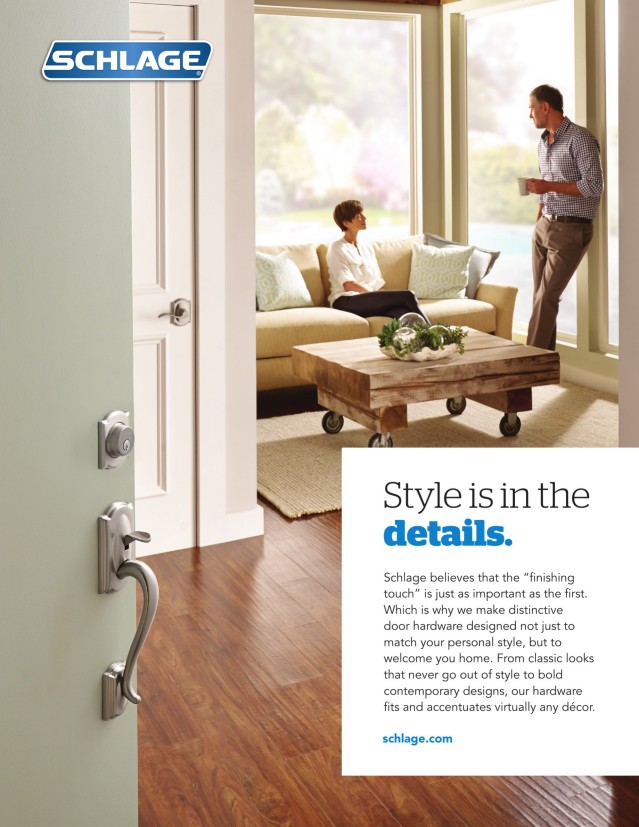 SCHLAGE®
Style is in the
details.
Schlage believes that the “finishing
touch” is just as important as the first.
Which is why we make distinctive
door hardware designed not just to
match your personal style, but to
welcome you home. From classic looks
that never go out of style to bold
contemporary designs, our hardware
fits and accentuates virtually any décor.
schlage.com